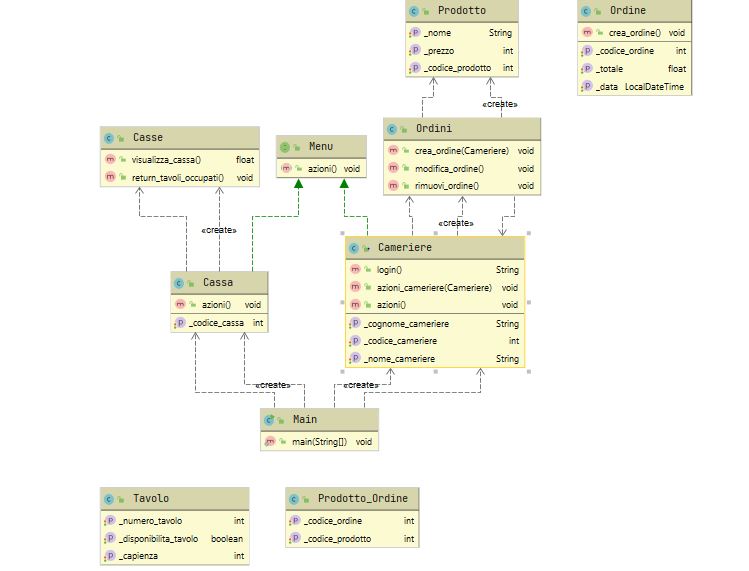 Prodotto
_nome String
_prezzo int
_codice_prodotto int
Ordine
crea_ordine() void
_codice_ordine int
_totale float
_data LocalDateTime
«create»
Ordini
crea_ordine(Cameriere) void
modifica_ordine() void
rimuovi_ordine() void
Casse
visualizza_cassa() float
return_tavoli_occupati() void
Menu
azioni() void
«create»
«create»
Cameriere
login() String
azioni_cameriere(Cameriere) void
azioni() void
_cognome_cameriere String
_codice_cameriere int
_nome_cameriere String
Cassa
azioni() void
_codice_cassa int
«create»
«create»
Main
main(String[]) void
Tavolo
_numero_tavolo int
_disponibilita_tavolo boolean
_capienza int
Prodotto_Ordine
_codice_ordine int
_codice_prodotto int